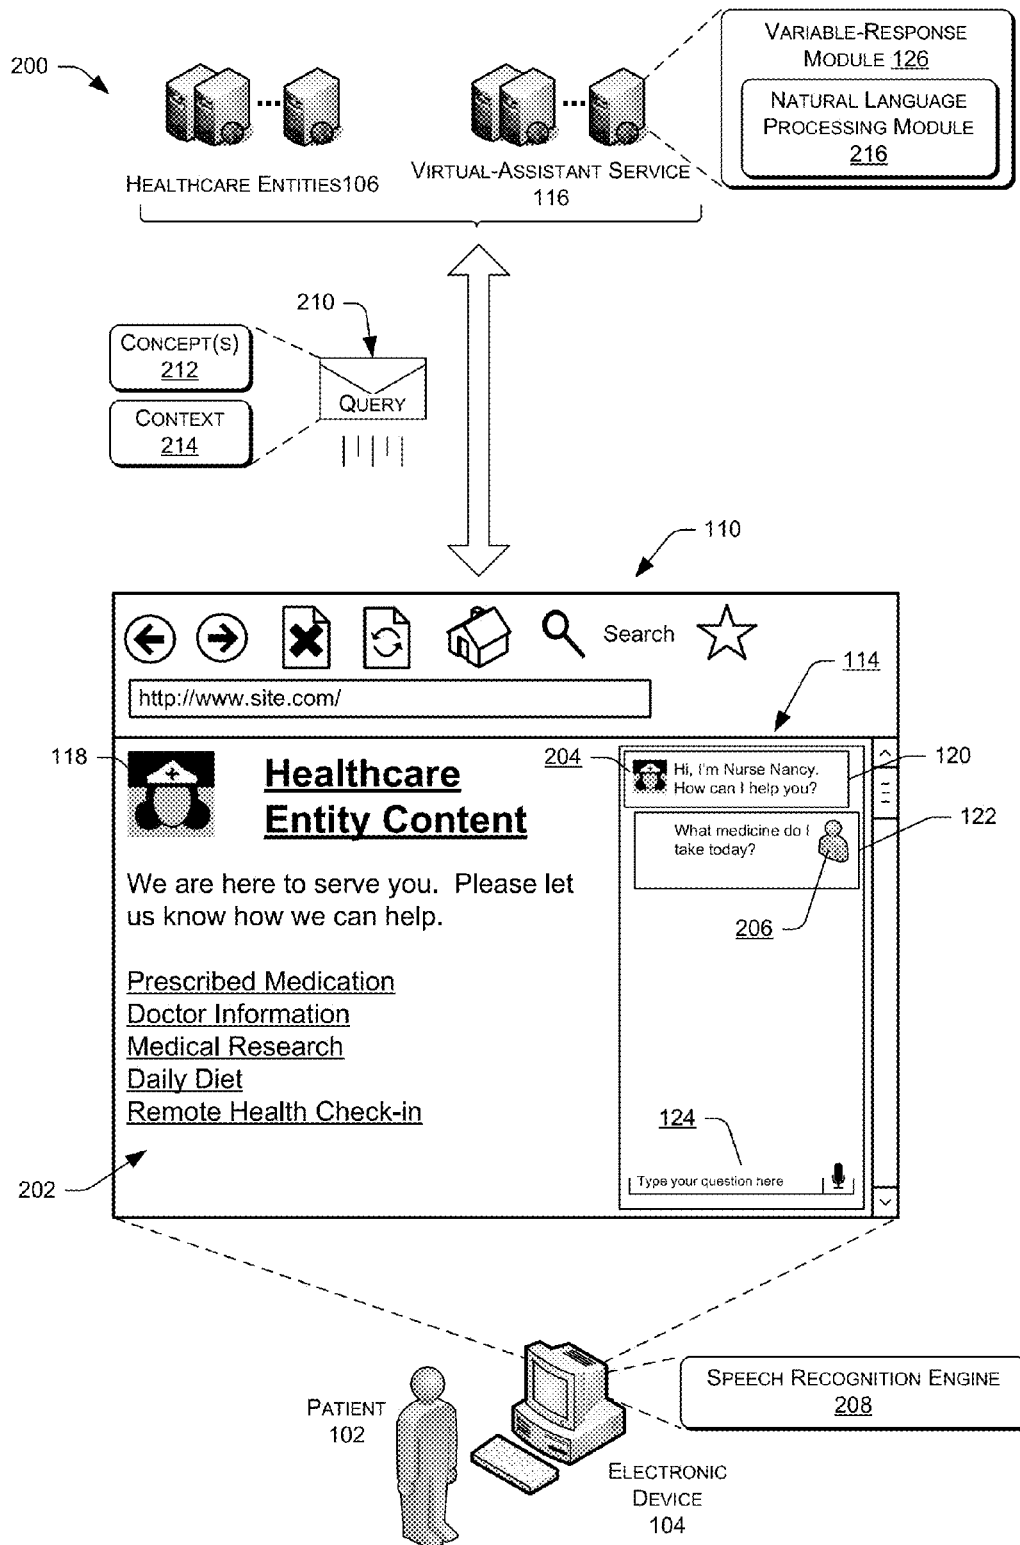 200
HEALTHCARE ENTITIES106
VIRTUAL-ASSISTANT SERVICE
116
VARIABLE-RESPONSE
MODULE 126
NATURAL LANGUAGE
PROCESSING MODULE
216
210
CONCEPT(S)
212
CONTEXT
214
QUERY
110
Search
114
http://www.site.com/
118
Healthcare
Entity Content
We are here to serve you. Please let
us know how we can help.
Prescribed Medication
Doctor Information
Medical Research
Daily Diet
Remote Health Check-in
202
204
Hi, I'm Nurse Nancy.
How can I help you?
120
What medicine do I
take today?
122
206
124
Type your question here
PATIENT
102
ELECTRONIC
DEVICE
104
SPEECH RECOGNITION ENGINE
208